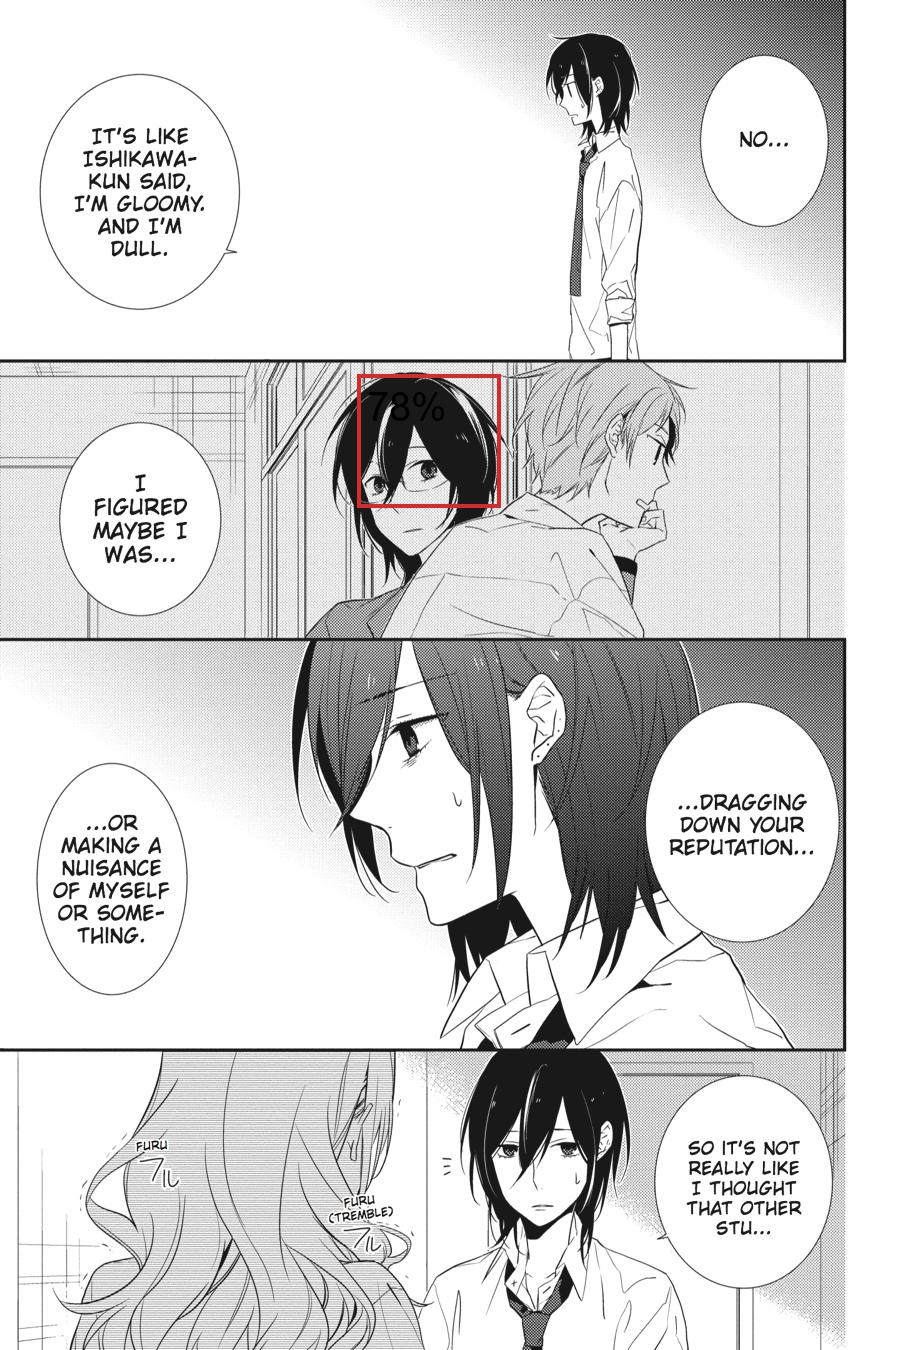 NO...
IT'S LIKE
ISHIKAWA-
KUN SAID,
I'M GLOOMY.
AND I'M
DULL.
78%
I
FIGURED
MAYBE I
WAS...
...DRAGGING
DOWN YOUR
REPUTATION...
...OR
MAKING A
NUISANCE
OF MYSELF
OR SOME-
THING.
SO IT'S NOT
REALLY LIKE
I THOUGHT
THAT OTHER
STU...
FURU
(TREMBLE)
フル
FURU
フル